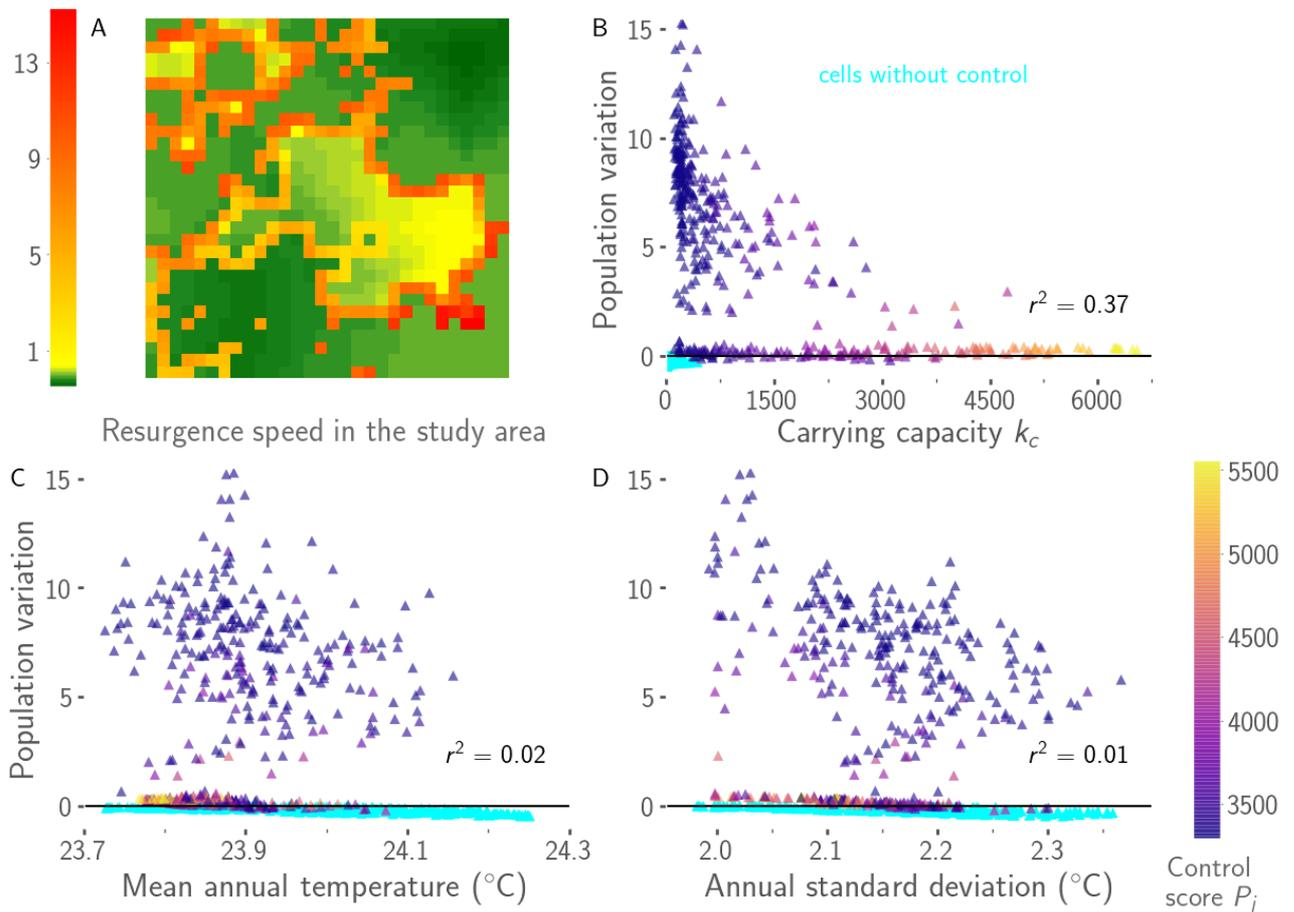 A
13
9
5
1
Resurgence speed in the study area
B
15
10
5
0
Population variation
cells without control
r² = 0.37
0 1500 3000 4500 6000
Carrying capacity k_c
C
15
10
5
0
Population variation
r² = 0.02
23.7 23.9 24.1 24.3
Mean annual temperature (°C)
D
15
10
5
0
r² = 0.01
2.0 2.1 2.2 2.3
Annual standard deviation (°C)
5500
5000
4500
4000
3500
Control
score P_i